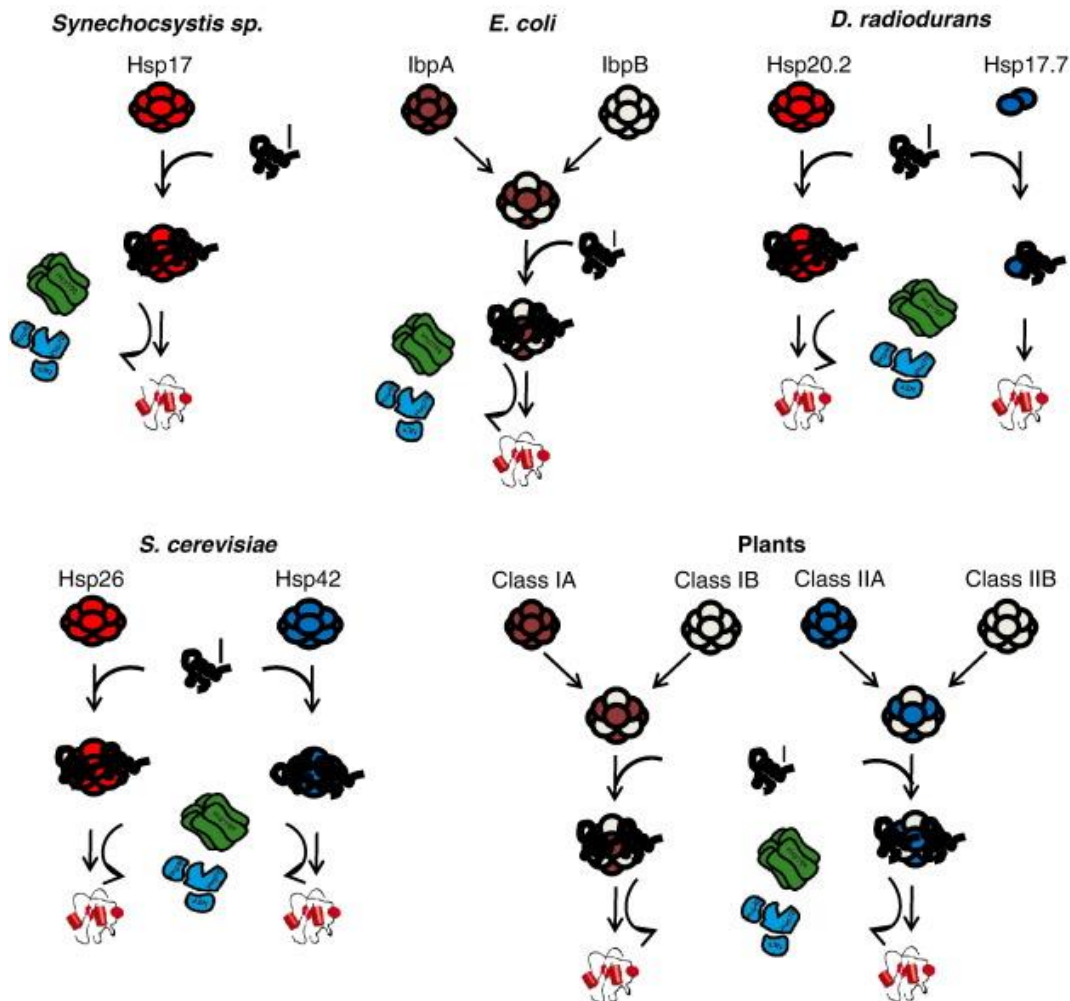 Synechocsystis sp.
Hsp17
E. coli
IbpA IbpB
D. radiodurans
Hsp20.2 Hsp17.7
S. cerevisiae
Hsp26 Hsp42
Plants
Class IA Class IB Class IIA Class IIB